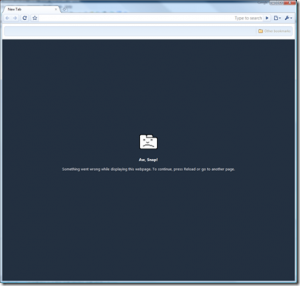 New Tab
Type to search
Other bookmarks
Aw, Snap!
Something went wrong while displaying this webpage. To continue, press Reload or go to another page.